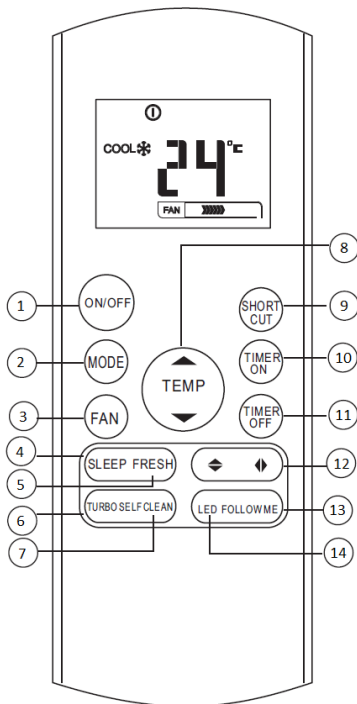 COOL 24°C
FAN
8
1 ON/OFF SHORT CUT 9
2 MODE TEMP TIMER ON 10
3 FAN TIMER OFF 11
4 SLEEP FRESH 12
5
6 TURBO SELF CLEAN LED FOLLOW ME 13
7 14